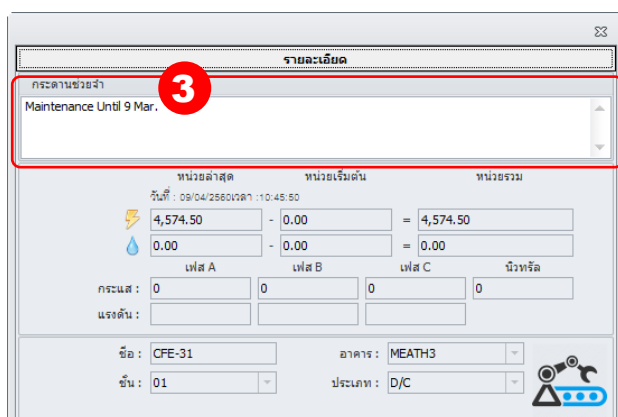 รายละเอียด
กระดานช่วยจำ
3
Maintenance Until 9 Mar.
หน่วยล่าสุด หน่วยเริ่มต้น หน่วยรวม
วันที่ : 09/04/2560เวลา :10:45:50
4,574.50 - 0.00 = 4,574.50
0.00 - 0.00 = 0.00
เฟส A เฟส B เฟส C นิวทรัล
กระแส : 0 0 0 0
แรงดัน :
ชื่อ : CFE-31 อาคาร : MEATH3
ชั้น : 01 ประเภท : D/C